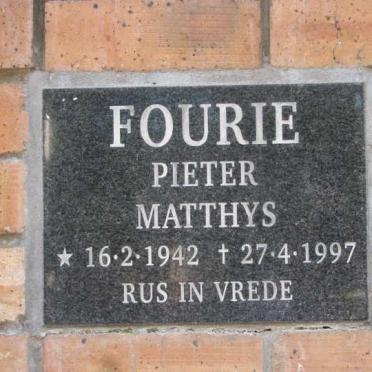 FOURIE
PIETER
MATTHYS
★ 16·2·1942 † 27·4·1997
RUS IN VREDE